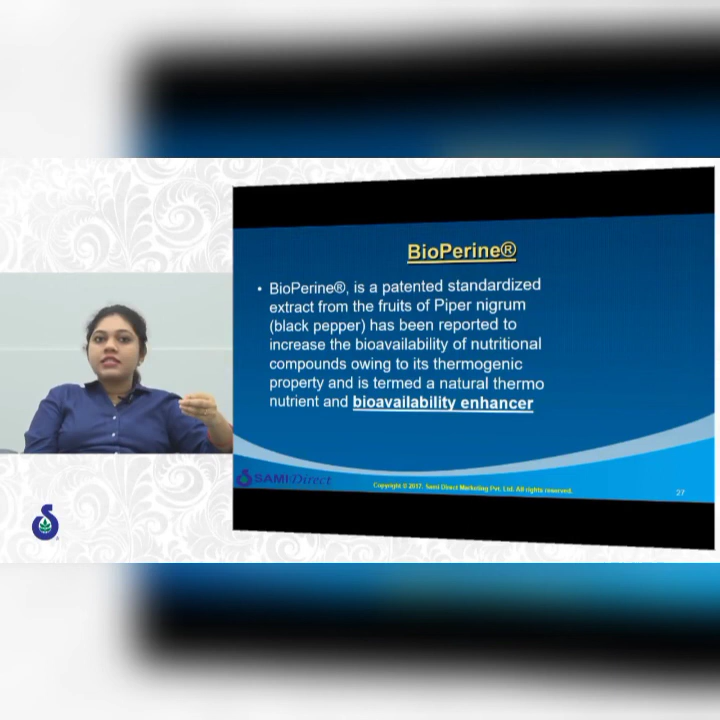 BioPerine®
• BioPerine®, is a patented standardized
extract from the fruits of Piper nigrum
(black pepper) has been reported to
increase the bioavailability of nutritional
compounds owing to its thermogenic
property and is termed a natural thermo
nutrient and bioavailability enhancer
SAMI Direct
Copyright © 2017. Sami Direct Marketing Pvt. Ltd. All rights reserved.
27